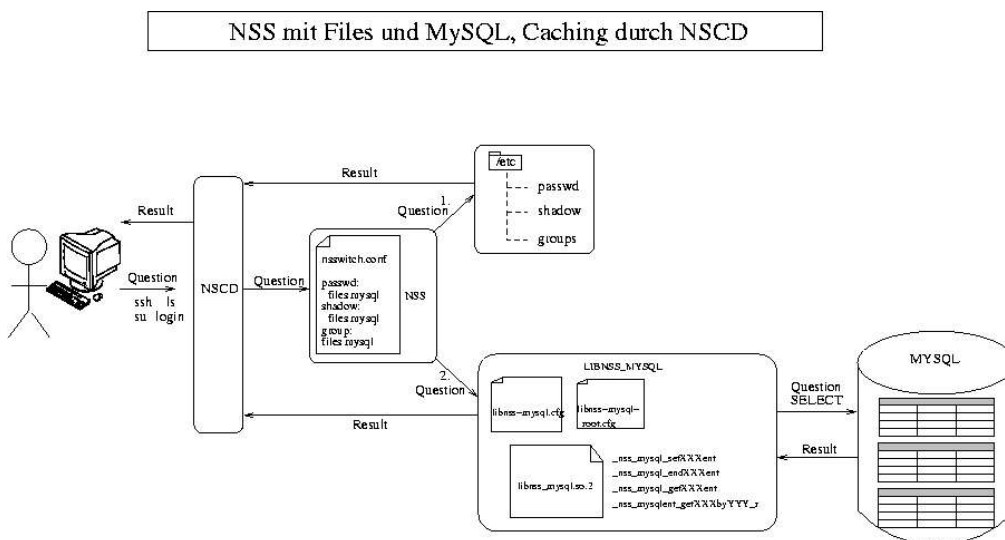 NSS mit Files und MySQL, Caching durch NSCD
/etc
passwd
shadow
groups
Result
1.
Question
Result
Question
ssh ls
su login
NSCD
Question
nsswitch.conf
passwd:
files mysql
shadow:
files mysql
group:
files mysql
NSS
2.
Question
Result
LIBNSS_MYSQL
libnss-mysql.cfg
libnss-mysql-
root.cfg
libnss_mysql.so.2
_nss_mysql_setXXXent
_nss_mysql_endXXXent
_nss_mysql_getXXXent
_nss_mysqlent_getXXXbyYYY_r
Question
SELECT
Result
MYSQL